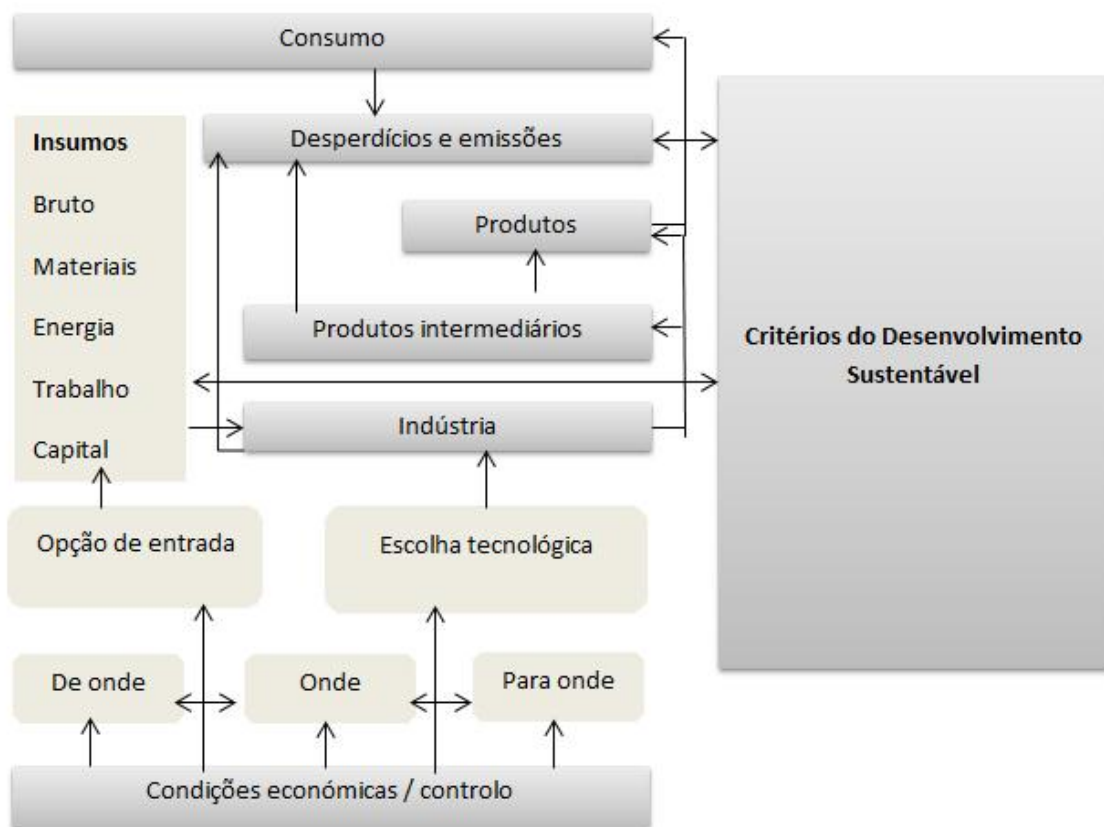 Consumo
Desperdícios e emissões
Insumos
Bruto
Materiais
Energia
Trabalho
Capital
Produtos
Produtos intermediários
Indústria
Critérios do Desenvolvimento
Sustentável
Opção de entrada
Escolha tecnológica
De onde
Onde
Para onde
Condições económicas / controlo